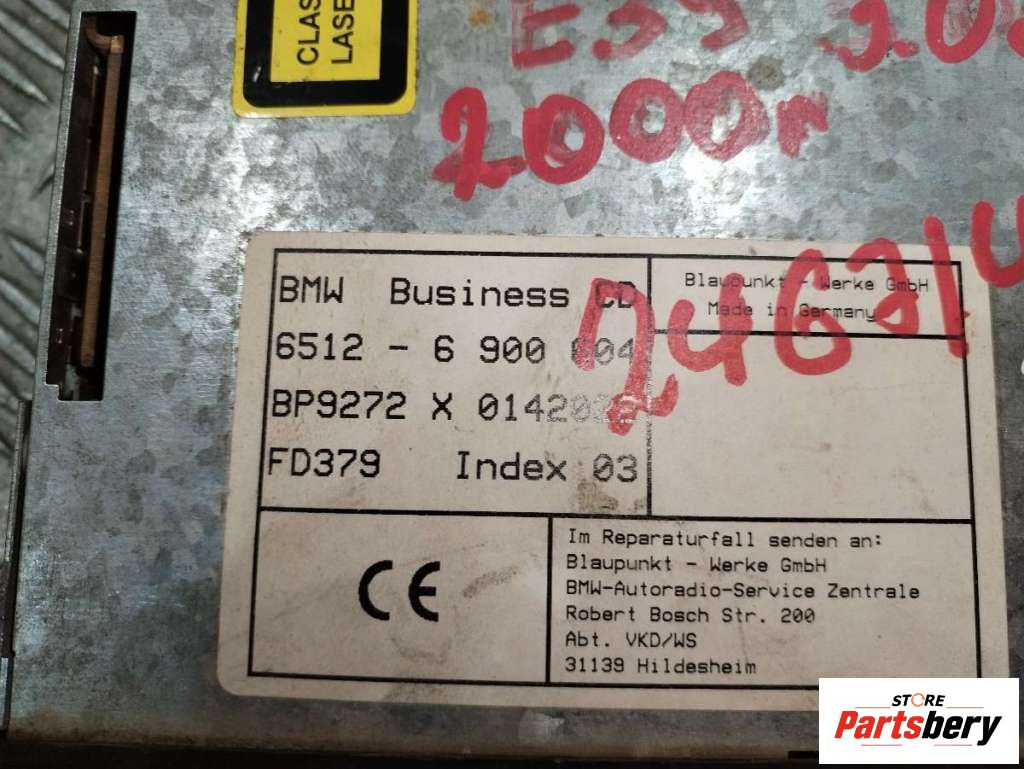 CLAS
LASE
2000r
BMW Business CD
6512 - 6 900 004
BP9272 X
FD379 Index 03
Blaupunkt - Werke GmbH
Made in Germany
Im Reparaturfall senden an:
Blaupunkt - Werke GmbH
BMW-Autoradio-Service Zentrale
Robert Bosch Str. 200
Abt. VKD/WS
31139 Hildesheim
CE
STORE
Partsbery